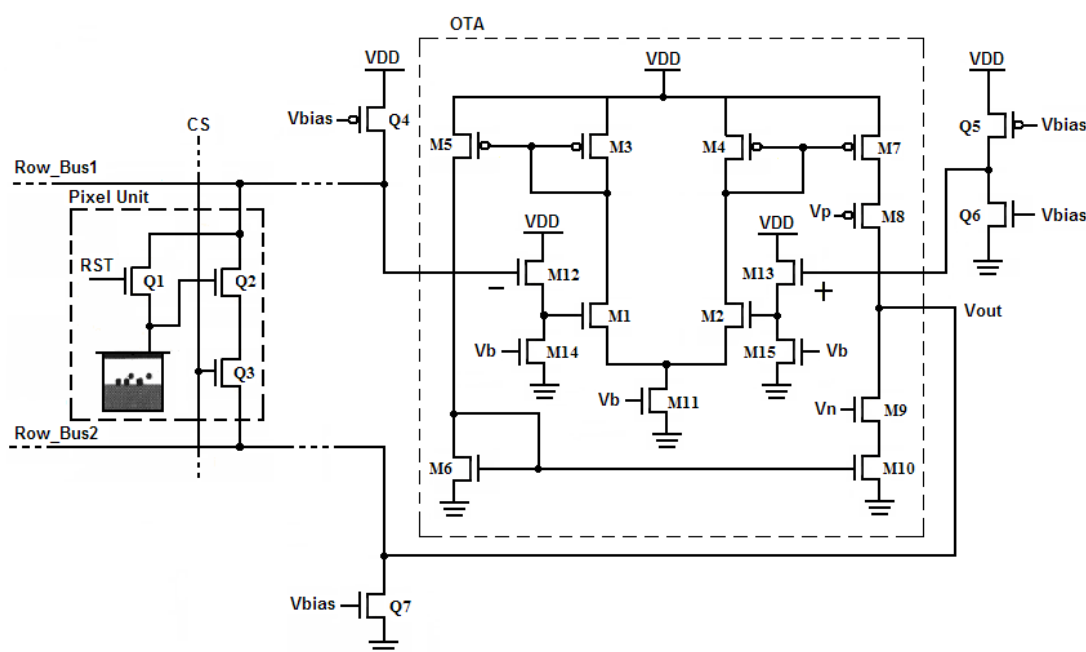 OTA
VDD
VDD
VDD
Vbias
Q4
Q5
Vbias
CS
M5
M3
M4
M7
Row_Bus1
Pixel Unit
Vp
M8
Q6
Vbias
VDD
VDD
RST
Q1
Q2
M12
M13
−
+
M1
M2
Vout
Vb
M14
M15
Vb
Q3
Vb
M11
Vn
M9
Row_Bus2
M6
M10
Vbias
Q7